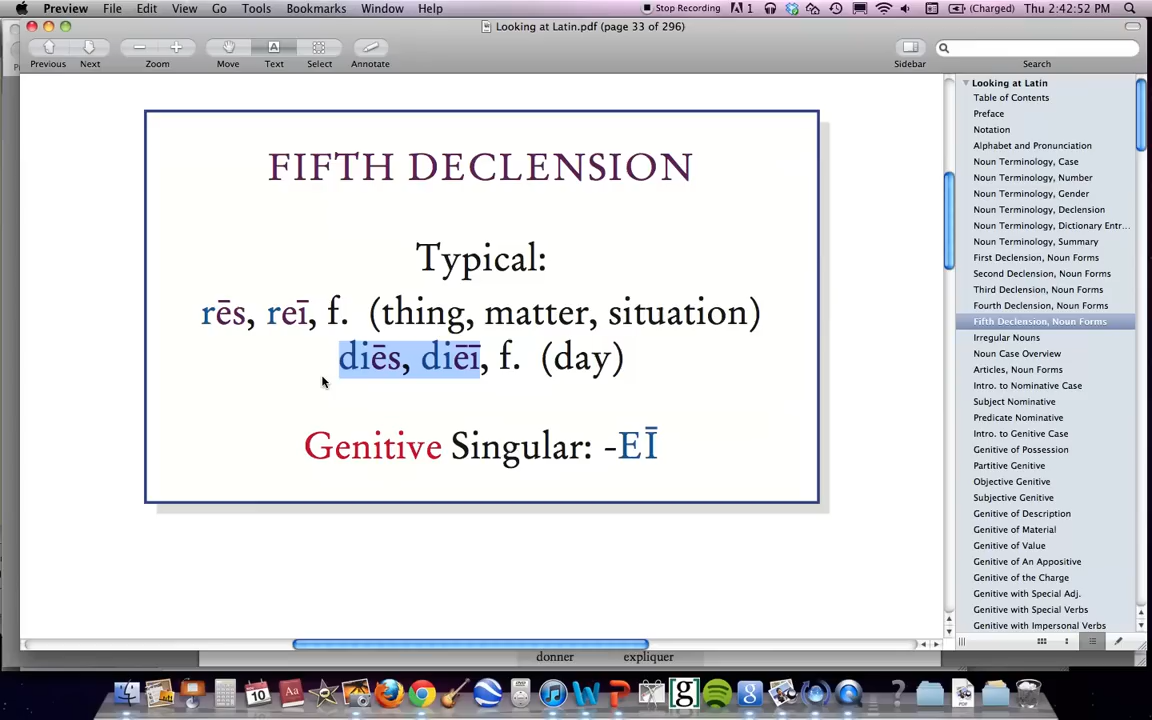 Preview File Edit View Go Tools Bookmarks Window Help Stop Recording 1 (Charged) Thu 2:42:52 PM
Looking at Latin.pdf (page 33 of 296)
Previous Next Zoom Move Text Select Annotate Sidebar Search
FIFTH DECLENSION
Typical:
rēs, reī, f. (thing, matter, situation)
diēs, diēī, f. (day)
Genitive Singular: -EĪ
Looking at Latin
Table of Contents
Preface
Notation
Alphabet and Pronunciation
Noun Terminology, Case
Noun Terminology, Number
Noun Terminology, Gender
Noun Terminology, Declension
Noun Terminology, Dictionary Entr...
Noun Terminology, Summary
First Declension, Noun Forms
Second Declension, Noun Forms
Third Declension, Noun Forms
Fourth Declension, Noun Forms
Fifth Declension, Noun Forms
Irregular Nouns
Noun Case Overview
Articles, Noun Forms
Intro. to Nominative Case
Subject Nominative
Predicate Nominative
Intro. to Genitive Case
Genitive of Possession
Partitive Genitive
Objective Genitive
Subjective Genitive
Genitive of Description
Genitive of Material
Genitive of Value
Genitive of An Appositive
Genitive of the Charge
Genitive with Special Adj.
Genitive with Special Verbs
Genitive with Impersonal Verbs
donner expliquer